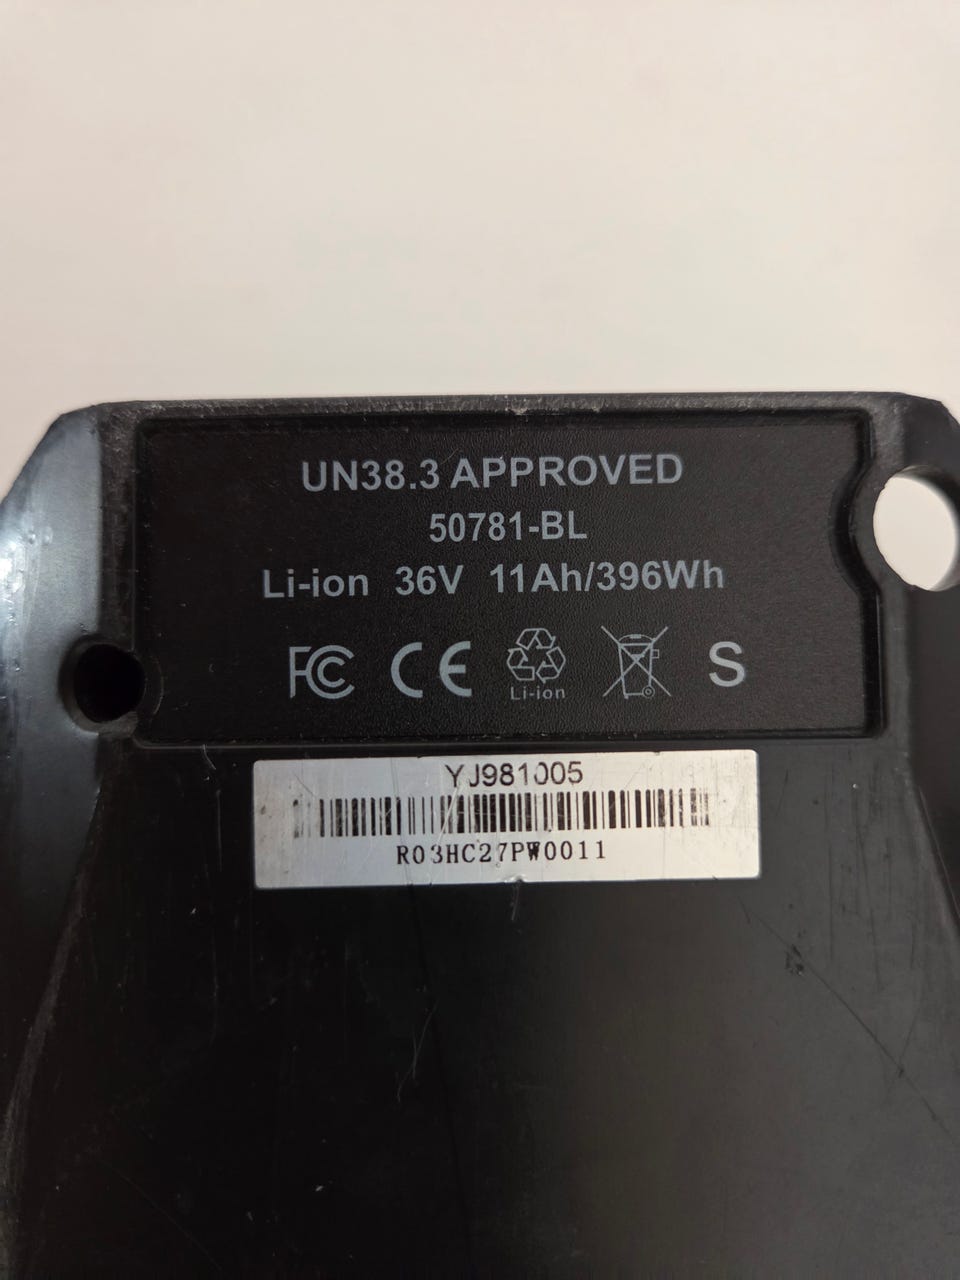 UN38.3 APPROVED
50781-BL
Li-ion 36V 11Ah/396Wh
FC CE Li-ion S
YJ981005
R03HC27PW0011